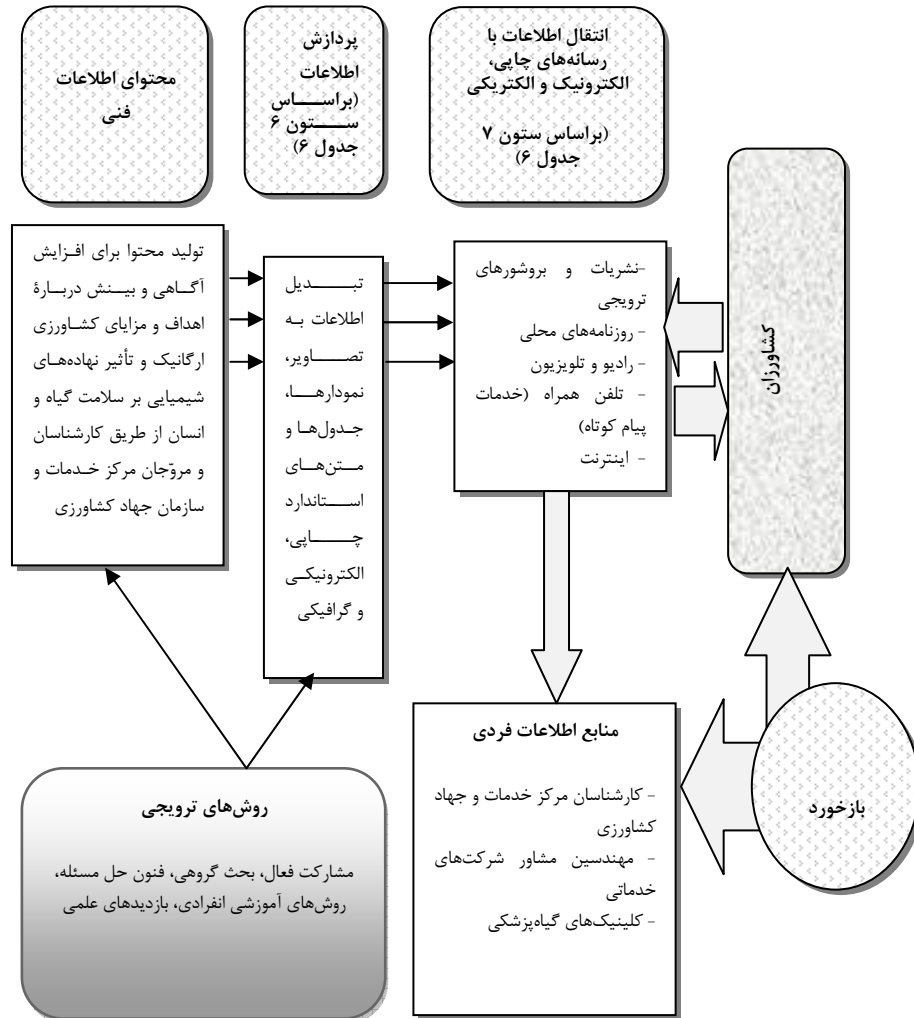 محتوای اطلاعات
فنی
پردازش
اطلاعات
(براساس
ستون ۶
جدول ۶)
انتقال اطلاعات با
رسانه‌های چاپی،
الکترونیک و الکتریکی
(براساس ستون ۷
جدول ۶)
تولید محتوا برای افزایش
آگاهی و بینش دربارهٔ
اهداف و مزایای کشاورزی
ارگانیک و تأثیر نهاده‌های
شیمیایی بر سلامت گیاه و
انسان از طریق کارشناسان
و مروّجان مرکز خدمات و
سازمان جهاد کشاورزی
تبدیل
اطلاعات به
تصاویر،
نمودارها،
جدول‌ها و
متن‌های
استاندارد
چاپی،
الکترونیکی
و گرافیکی
-نشریات و بروشورهای
ترویجی
- روزنامه‌های محلی
- رادیو و تلویزیون
- تلفن همراه (خدمات
پیام کوتاه)
- اینترنت
کشاورزان
منابع اطلاعات فردی
- کارشناسان مرکز خدمات و جهاد
کشاورزی
- مهندسین مشاور شرکت‌های
خدماتی
- کلینیک‌های گیاه‌پزشکی
بازخورد
روش‌های ترویجی
مشارکت فعال، بحث گروهی، فنون حل مسئله،
روش‌های آموزشی انفرادی، بازدیدهای علمی